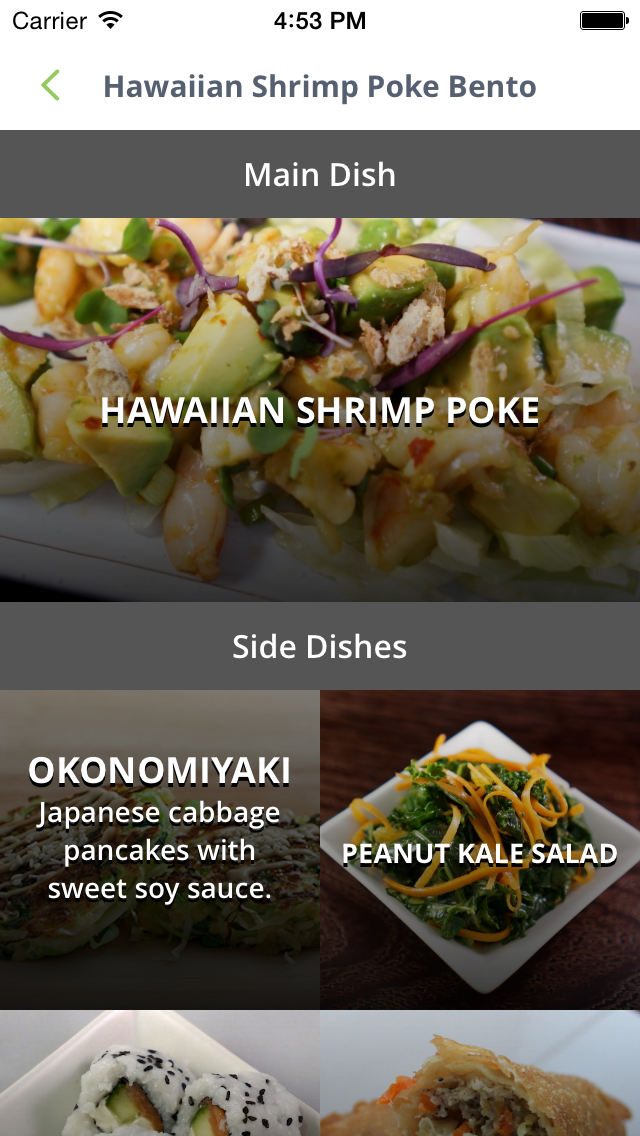 Carrier 4:53 PM
Hawaiian Shrimp Poke Bento
Main Dish
HAWAIIAN SHRIMP POKE
Side Dishes
OKONOMIYAKI
Japanese cabbage
pancakes with
sweet soy sauce.
PEANUT KALE SALAD